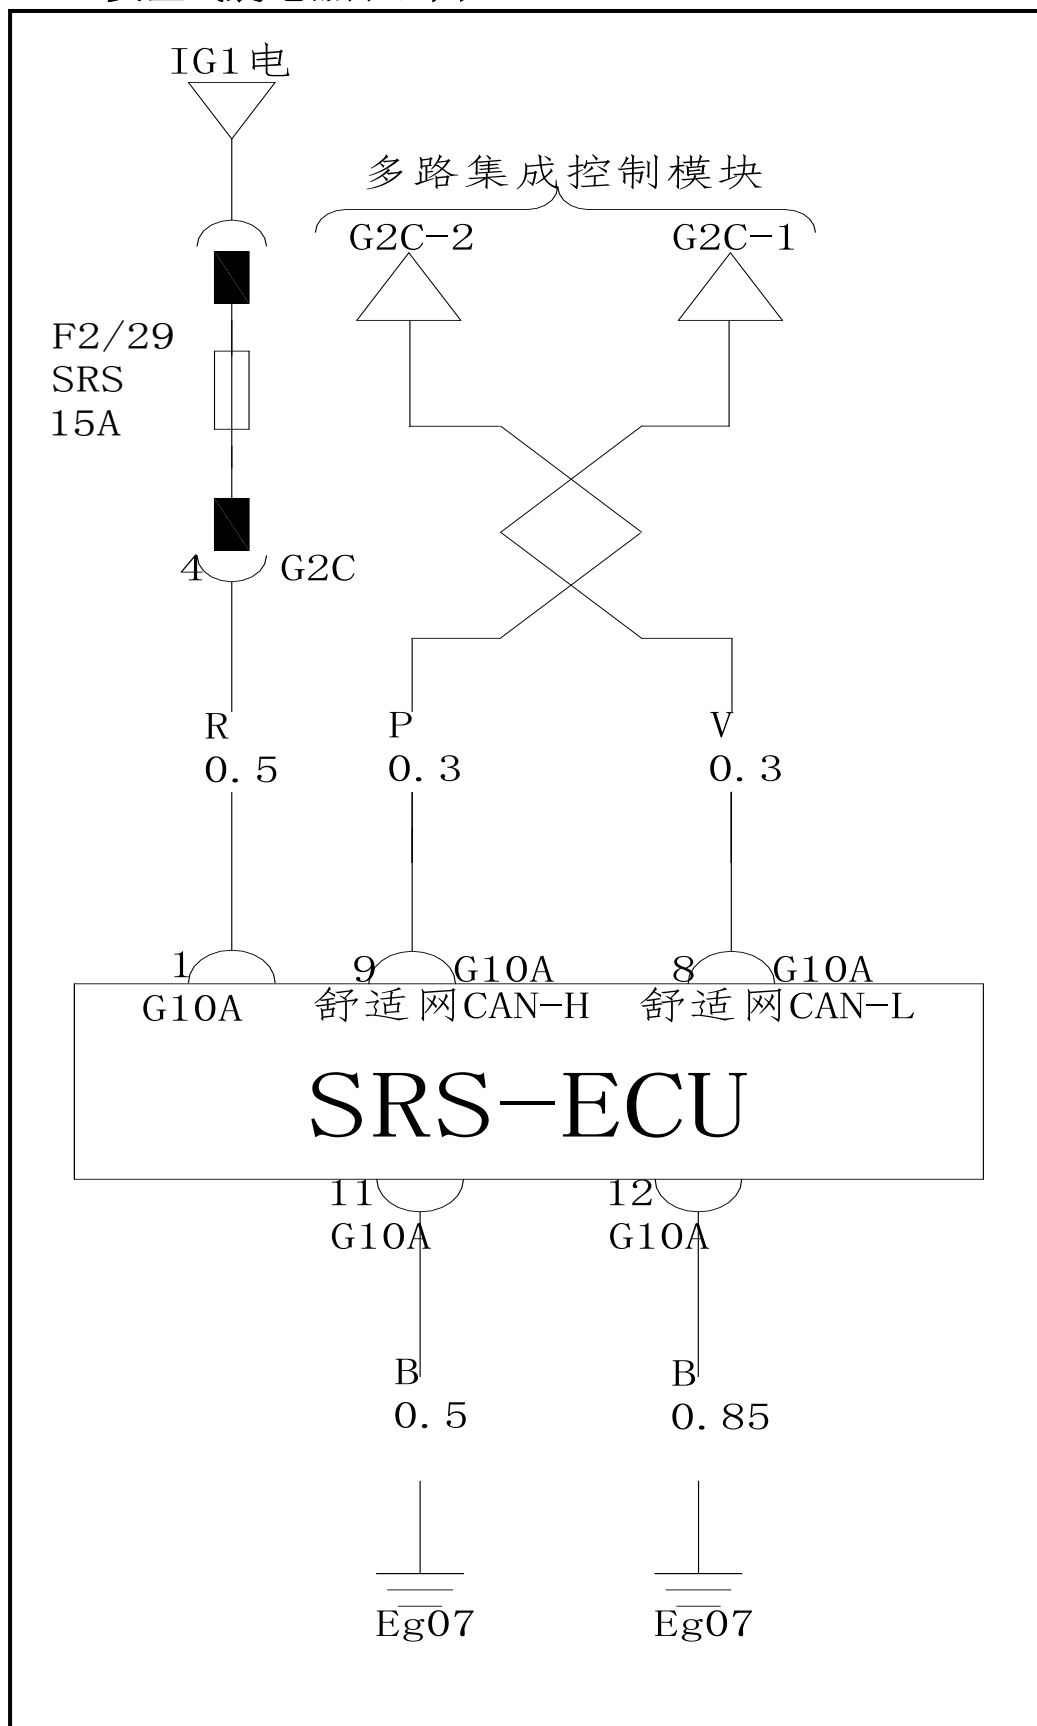 IG1电
多路集成控制模块
G2C-2
G2C-1
F2/29
SRS
15A
4
G2C
R
0.5
P
0.3
V
0.3
1
G10A
9
G10A
舒适网CAN-H
8
G10A
舒适网CAN-L
SRS-ECU
11
G10A
12
G10A
B
0.5
B
0.85
Eg07
Eg07